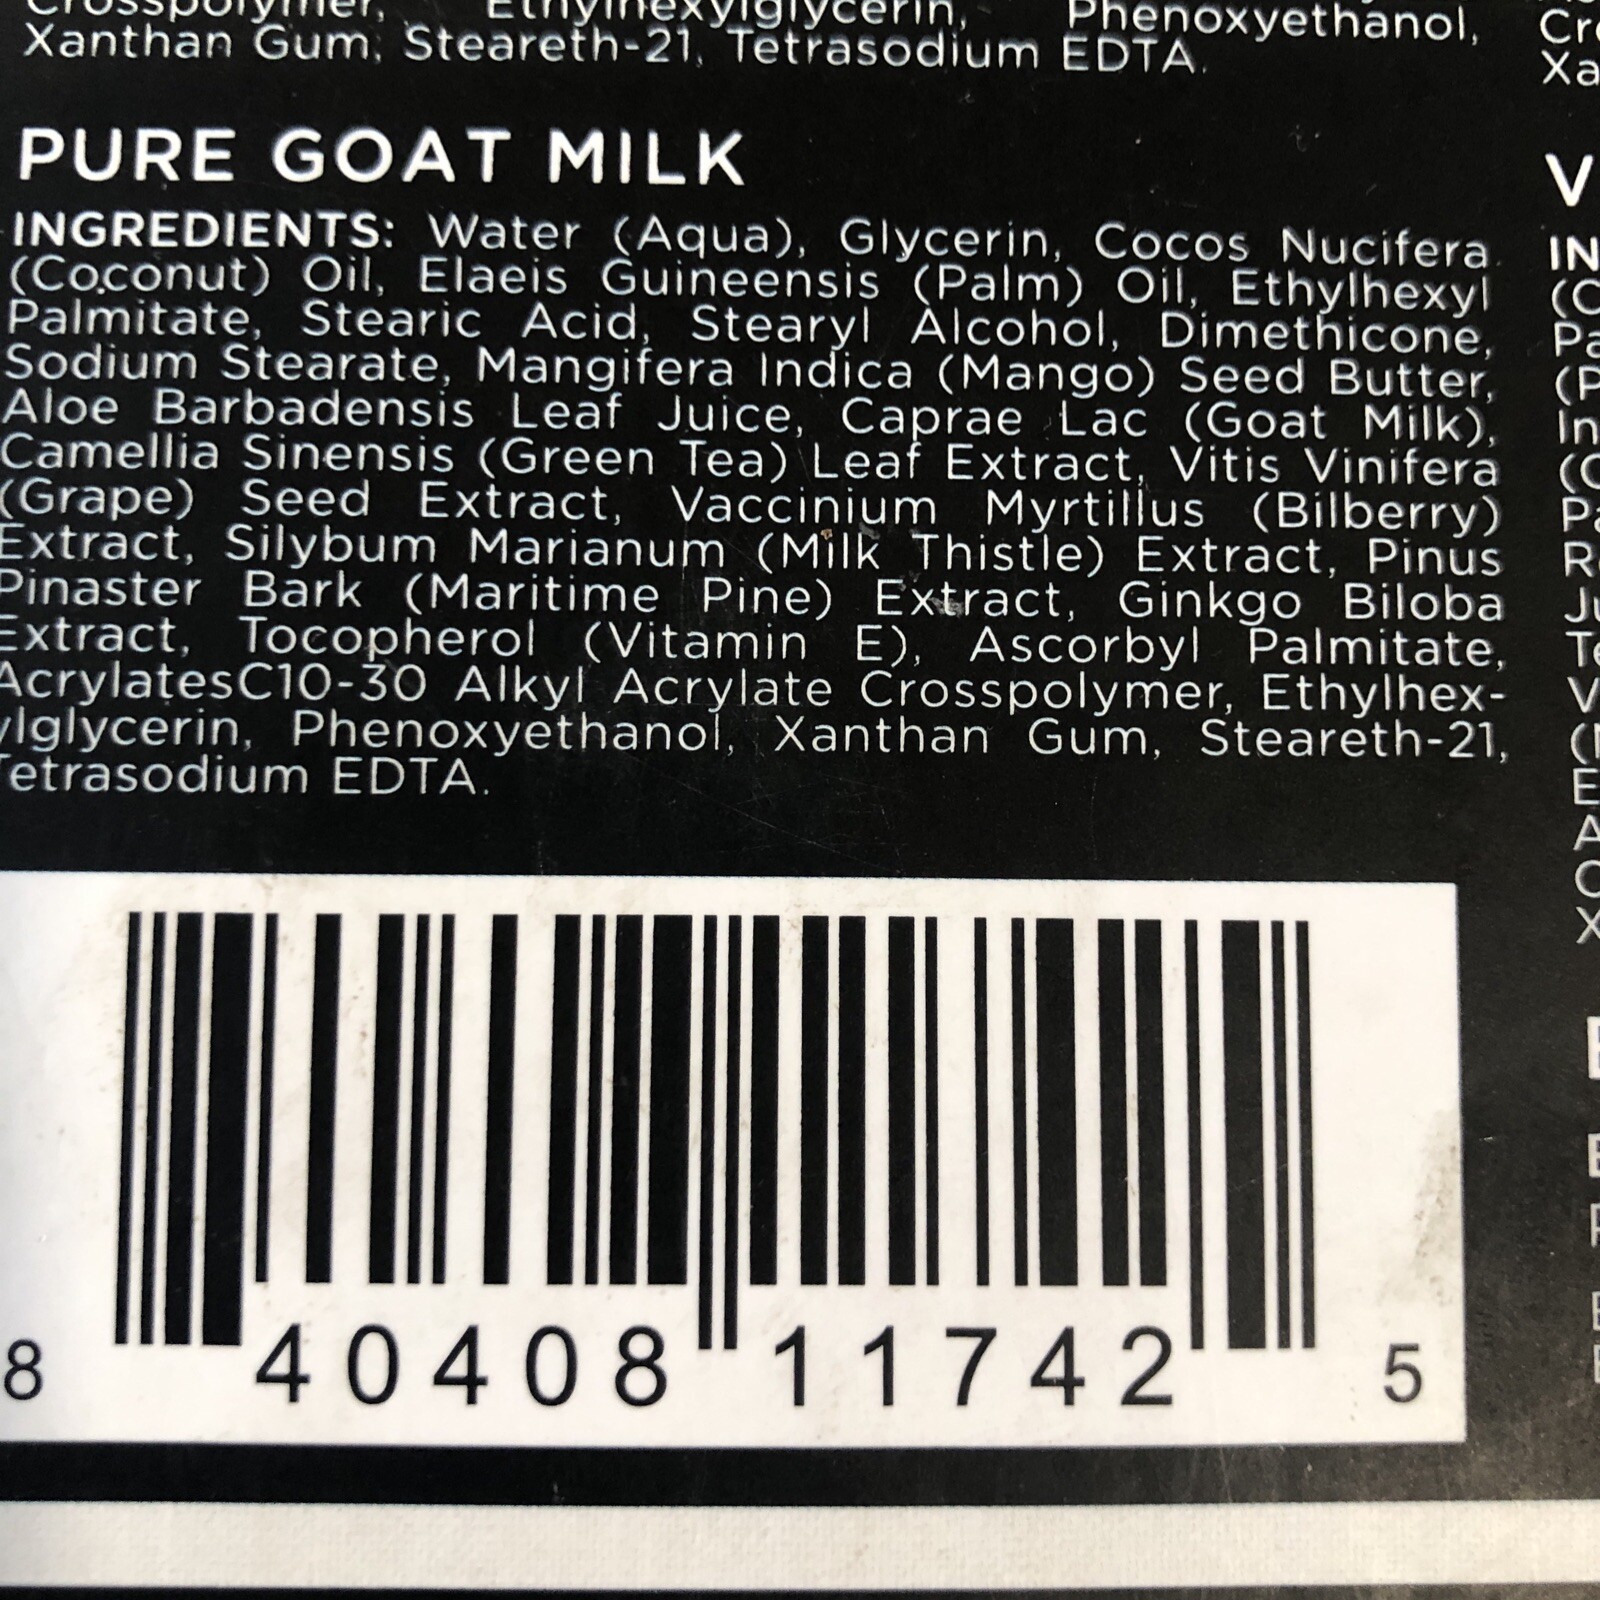 Crosspolymer, Ethylhexylglycerin, Phenoxyethanol,
Xanthan Gum, Steareth-21, Tetrasodium EDTA.
PURE GOAT MILK
INGREDIENTS: Water (Aqua), Glycerin, Cocos Nucifera
(Coconut) Oil, Elaeis Guineensis (Palm) Oil, Ethylhexyl
Palmitate, Stearic Acid, Stearyl Alcohol, Dimethicone,
Sodium Stearate, Mangifera Indica (Mango) Seed Butter,
Aloe Barbadensis Leaf Juice, Caprae Lac (Goat Milk),
Camellia Sinensis (Green Tea) Leaf Extract, Vitis Vinifera
(Grape) Seed Extract, Vaccinium Myrtillus (Bilberry)
Extract, Silybum Marianum (Milk Thistle) Extract, Pinus
Pinaster Bark (Maritime Pine) Extract, Ginkgo Biloba
Extract, Tocopherol (Vitamin E), Ascorbyl Palmitate,
AcrylatesC10-30 Alkyl Acrylate Crosspolymer, Ethylhex-
ylglycerin, Phenoxyethanol, Xanthan Gum, Steareth-21,
Tetrasodium EDTA.
8 40408 11742 5